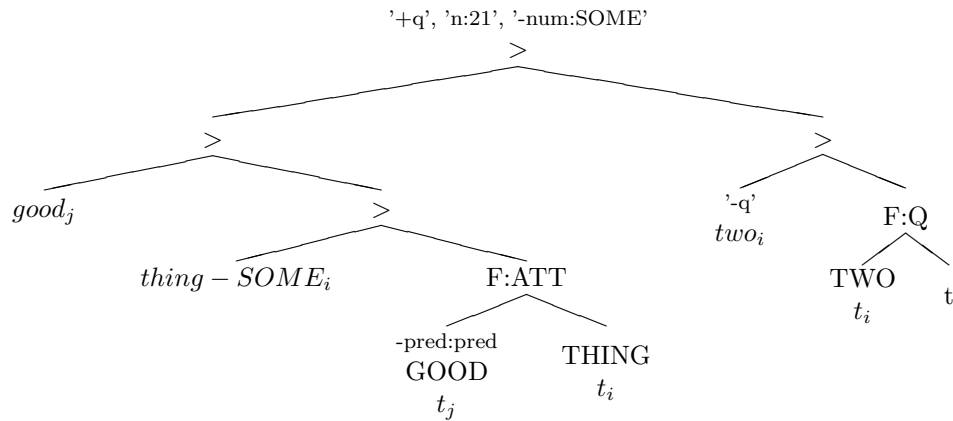 '+q', 'n:21', '-num:SOME'
>
> >
good_j > '-q' F:Q
two_i
thing − SOME_i F:ATT TWO t
t_i
-pred:pred THING
GOOD t_i
t_j